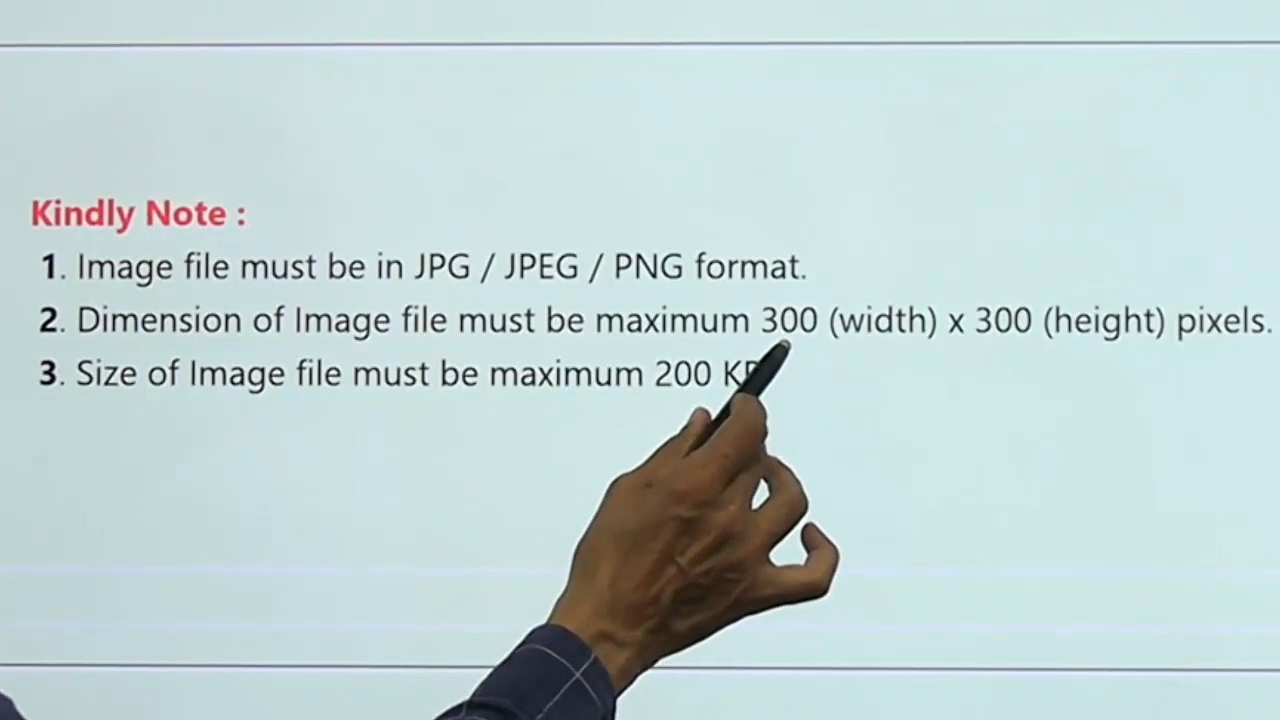 Kindly Note :
1. Image file must be in JPG / JPEG / PNG format.
2. Dimension of Image file must be maximum 300 (width) x 300 (height) pixels.
3. Size of Image file must be maximum 200